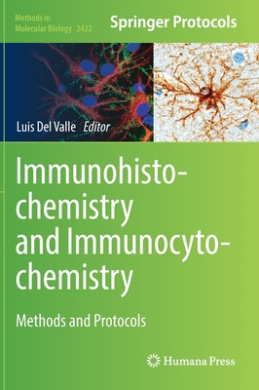 Methods in
Molecular Biology 2422
Springer Protocols
Luis Del Valle Editor
Immunohisto-
chemistry
and Immunocyto-
chemistry
Methods and Protocols
Humana Press